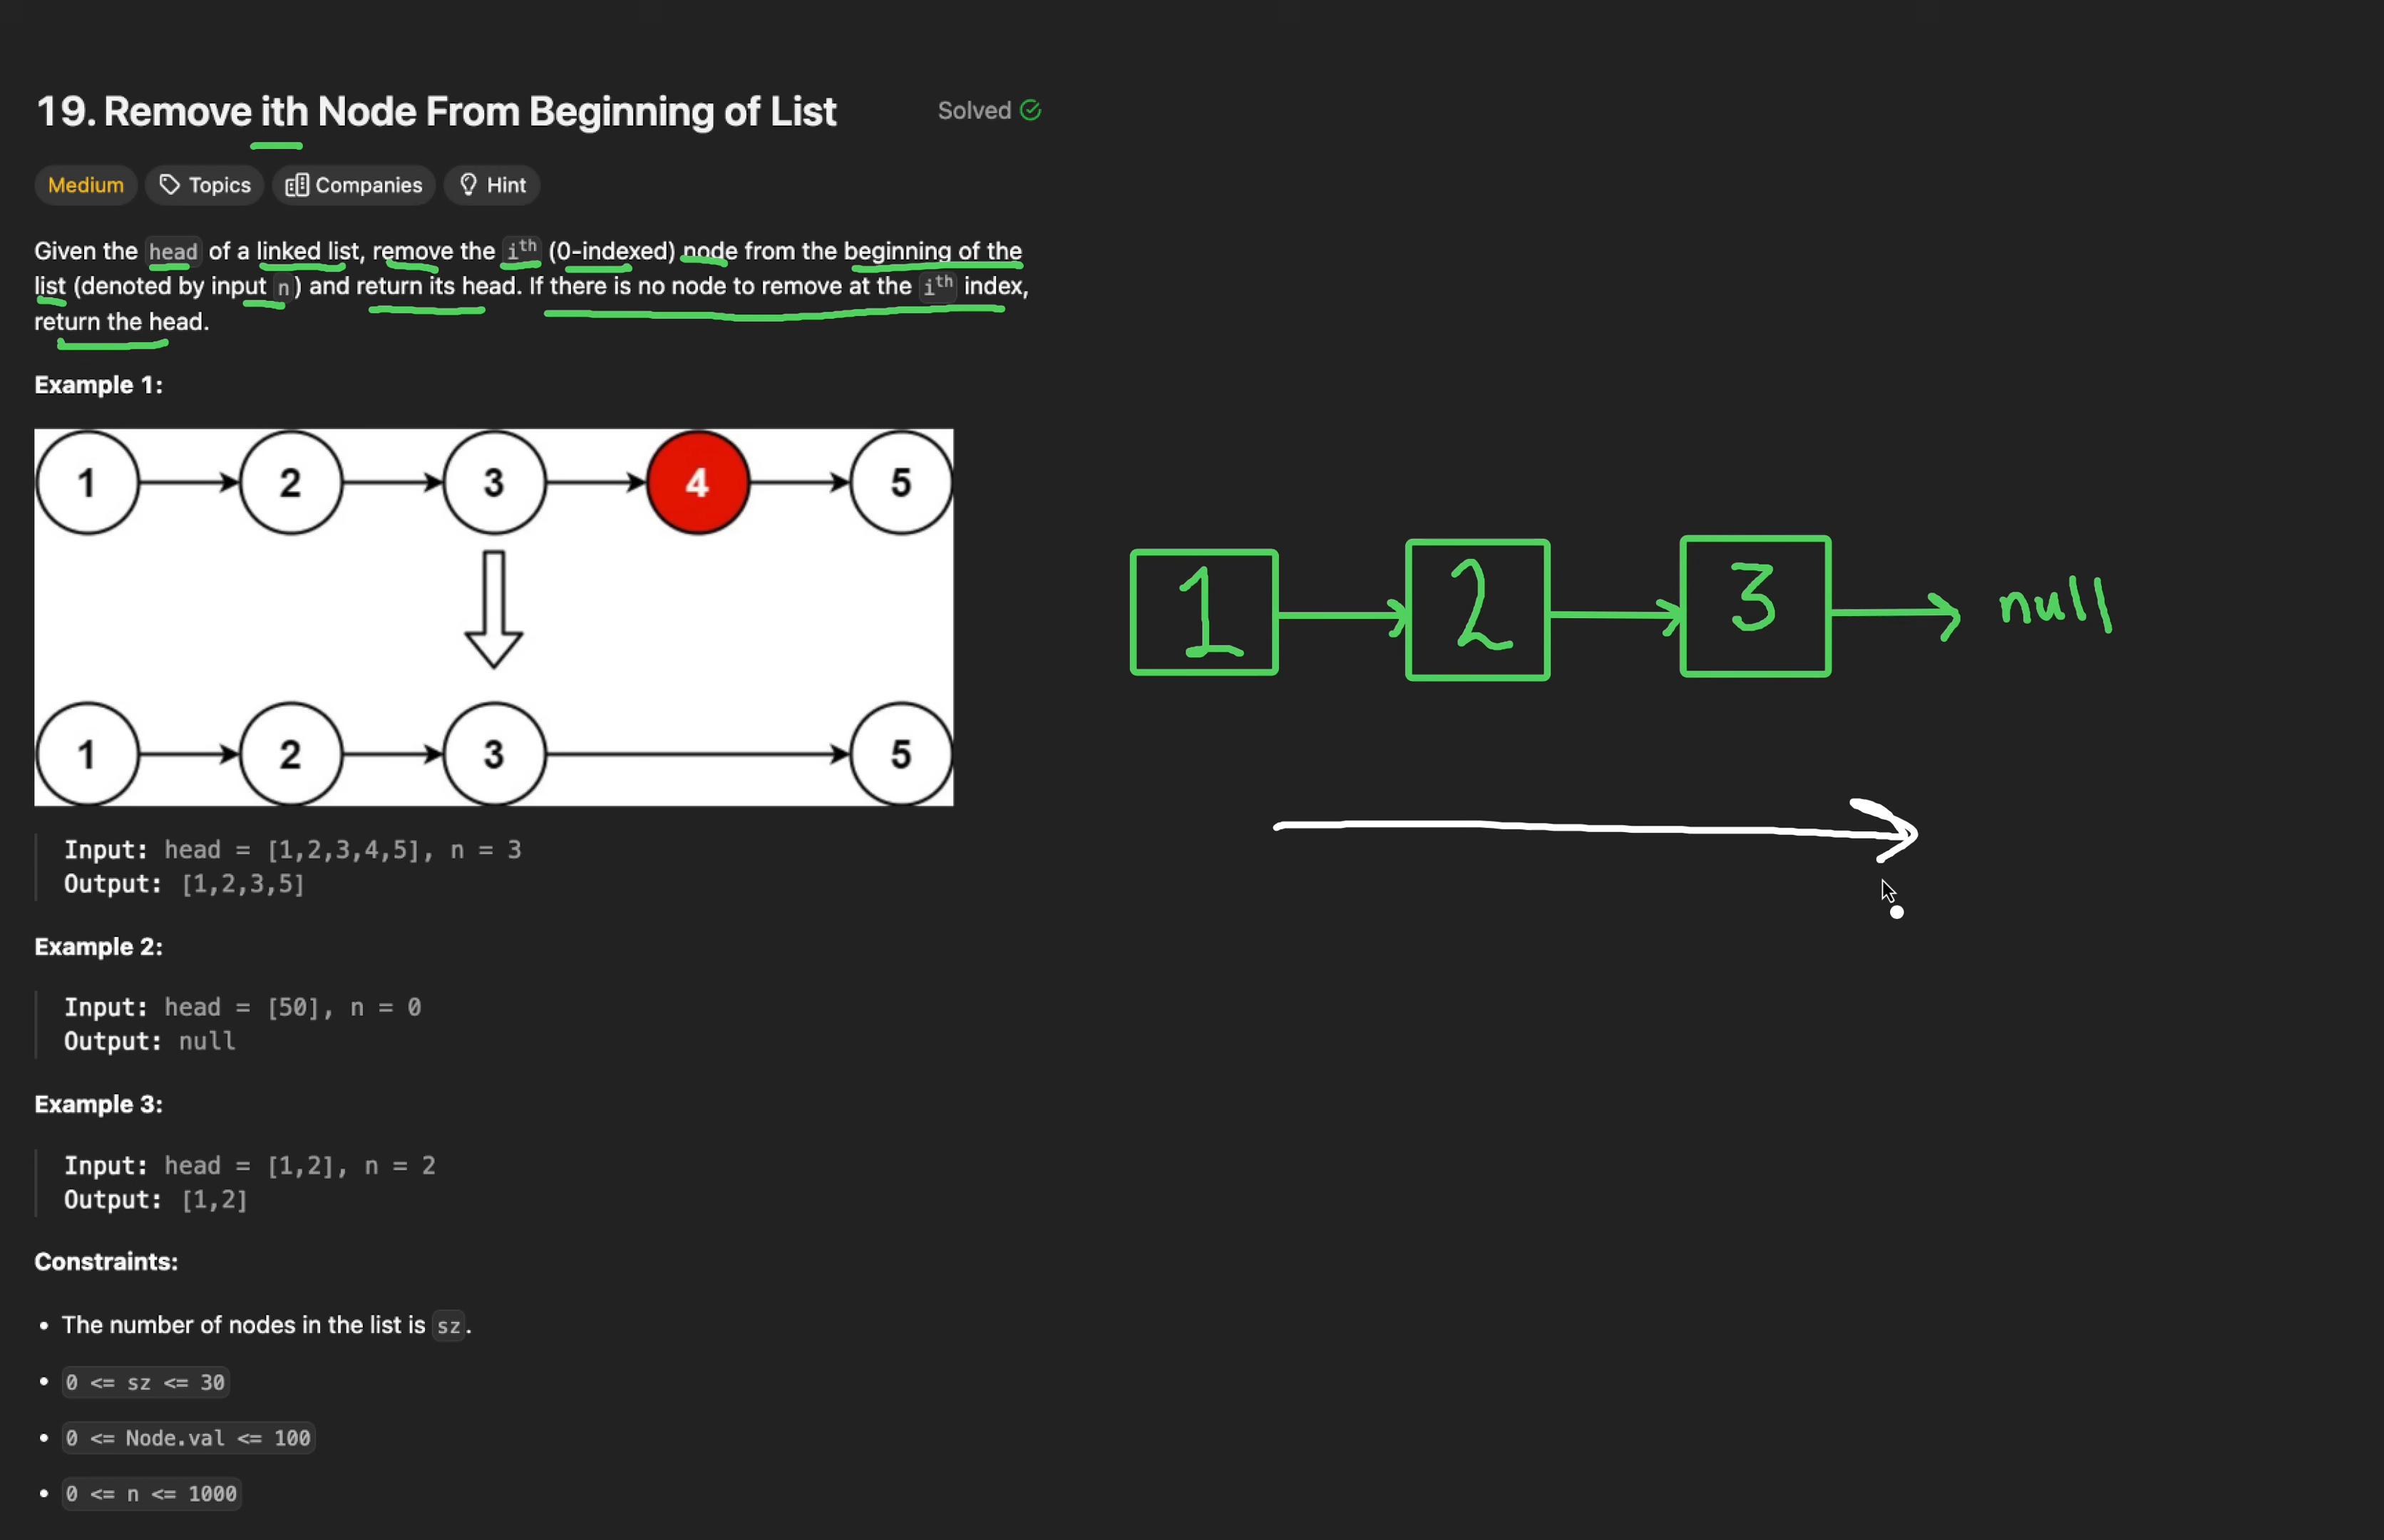 19. Remove ith Node From Beginning of List
Solved
Medium Topics Companies Hint
Given the head of a linked list, remove the ith (0-indexed) node from the beginning of the
list (denoted by input n) and return its head. If there is no node to remove at the ith index,
return the head.
Example 1:
1 2 3 4 5
1 2 3 5
1 2 3 null
Input: head = [1,2,3,4,5], n = 3
Output: [1,2,3,5]
Example 2:
Input: head = [50], n = 0
Output: null
Example 3:
Input: head = [1,2], n = 2
Output: [1,2]
Constraints:
• The number of nodes in the list is sz.
• 0 <= sz <= 30
• 0 <= Node.val <= 100
• 0 <= n <= 1000